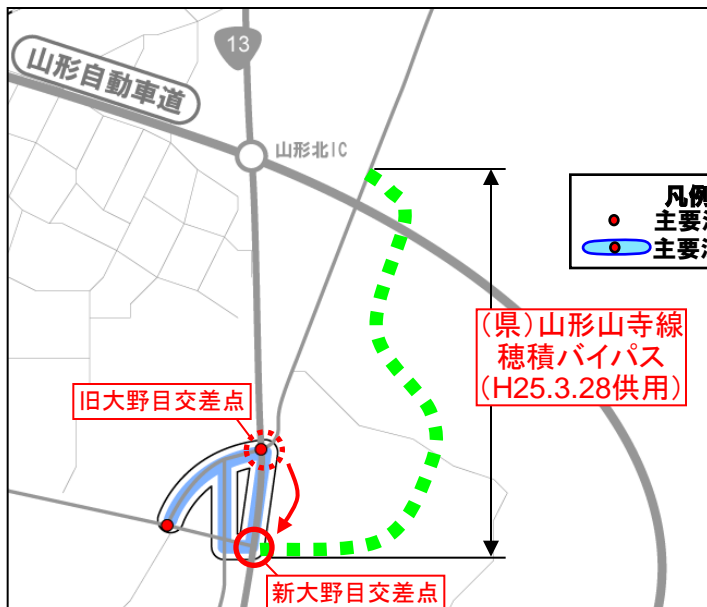 13
山形自動車道
山形北IC
凡例
主要
主要
(県)山形山寺線
穂積バイパス
(H25.3.28供用)
旧大野目交差点
新大野目交差点